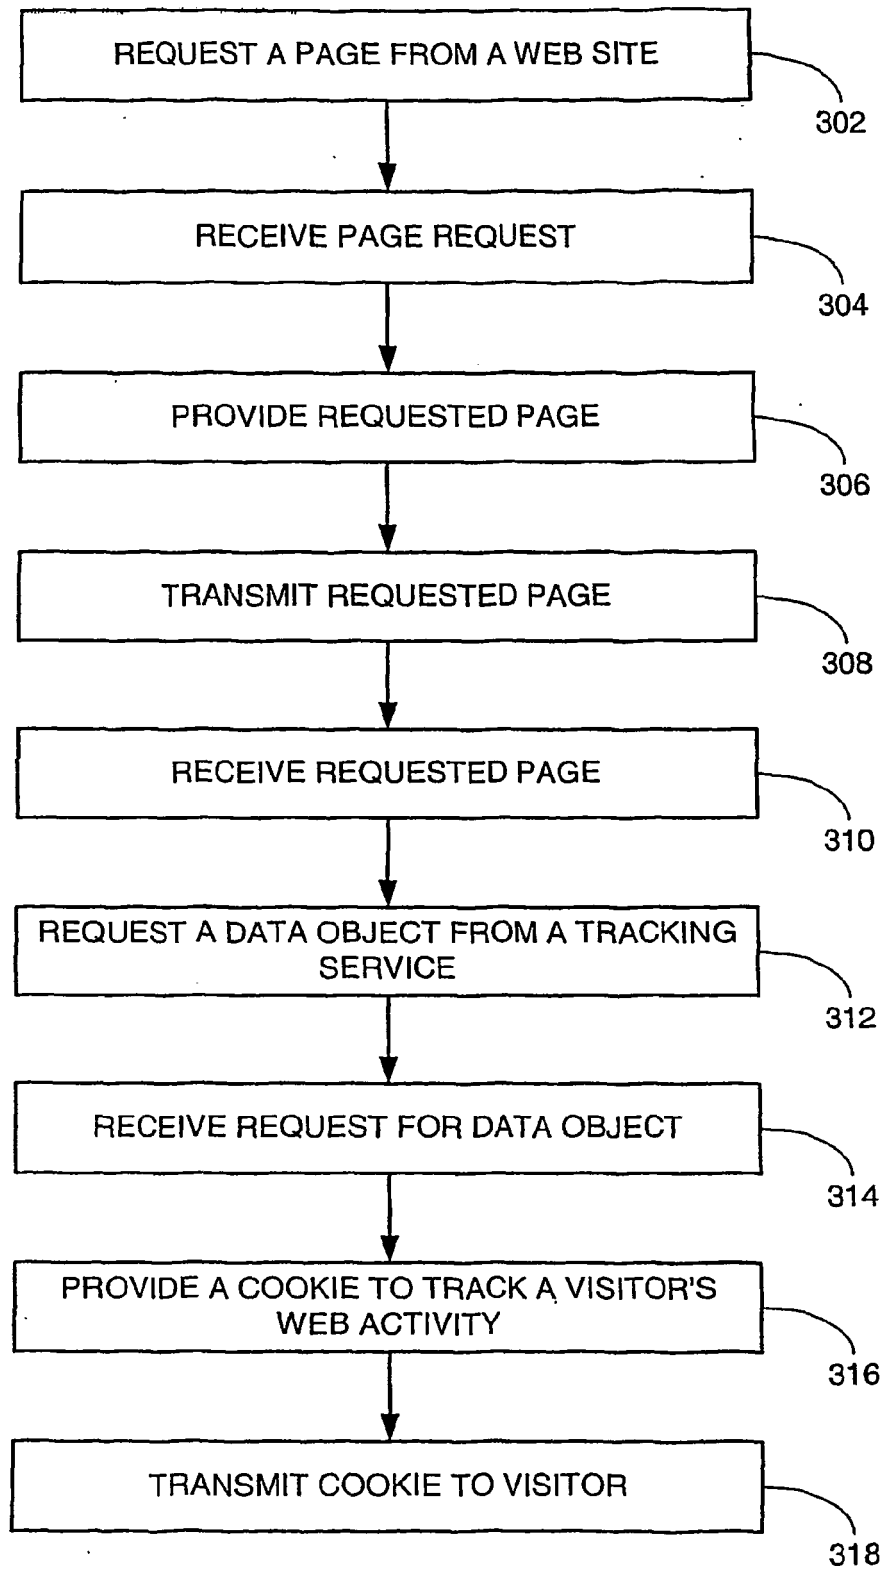 REQUEST A PAGE FROM A WEB SITE
302
RECEIVE PAGE REQUEST
304
PROVIDE REQUESTED PAGE
306
TRANSMIT REQUESTED PAGE
308
RECEIVE REQUESTED PAGE
310
REQUEST A DATA OBJECT FROM A TRACKING
SERVICE
312
RECEIVE REQUEST FOR DATA OBJECT
314
PROVIDE A COOKIE TO TRACK A VISITOR'S
WEB ACTIVITY
316
TRANSMIT COOKIE TO VISITOR
318